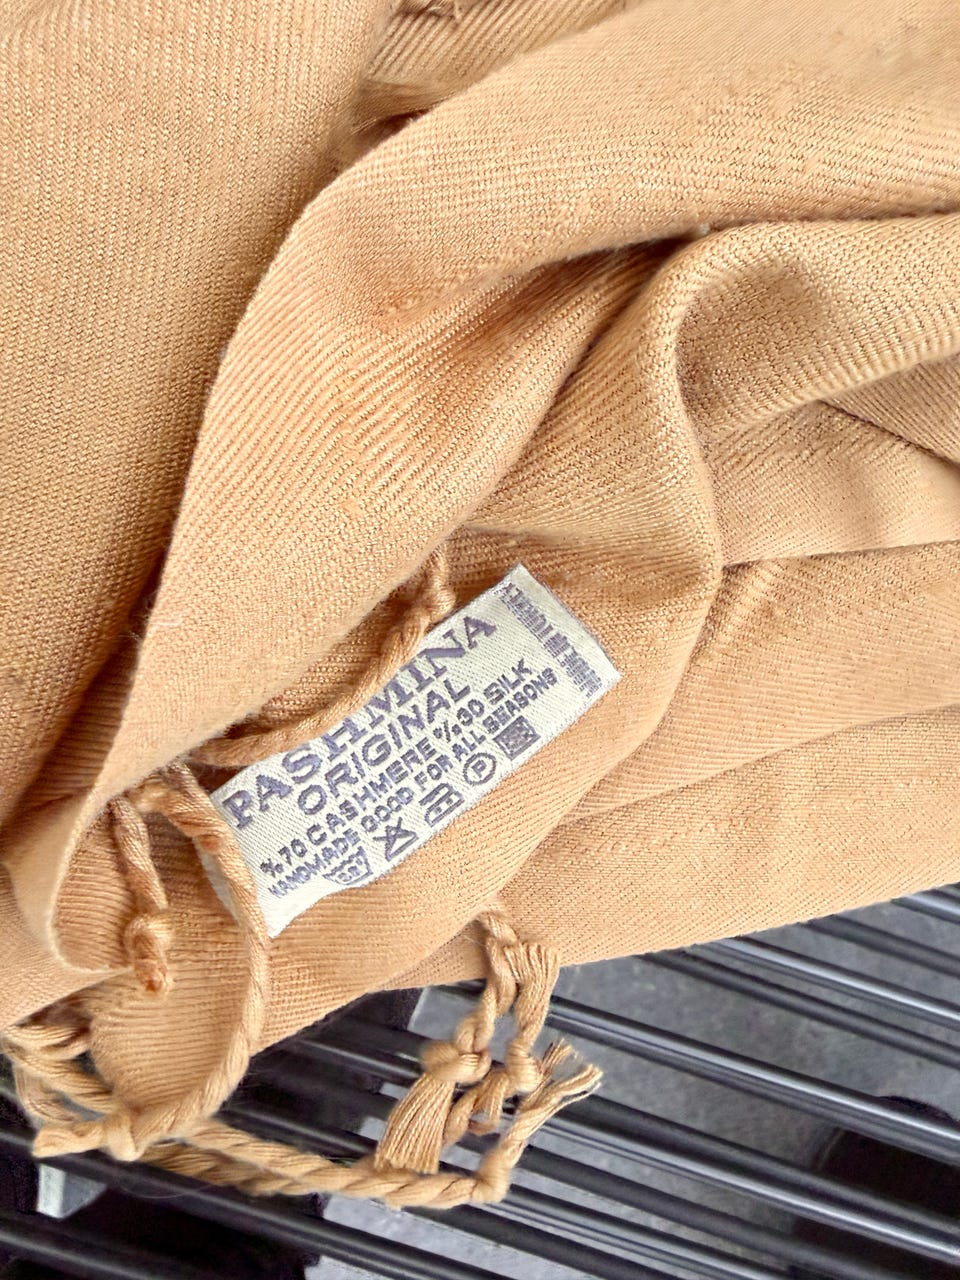 PASHMINA
ORIGINAL
%70 CASHMERE %30 SILK
HANDMADE GOOD FOR ALL SEASONS
P